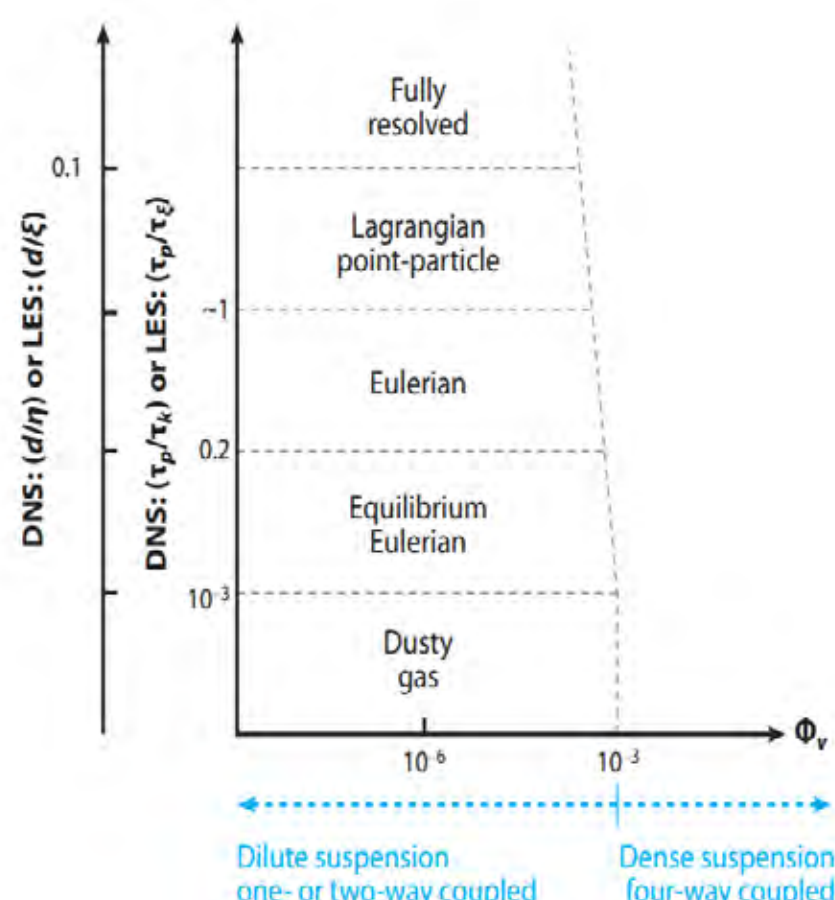 Fully
resolved
0.1
Lagrangian
point-particle
~1
Eulerian
0.2
Equilibrium
Eulerian
10-3
Dusty
gas
DNS: (d/η) or LES: (d/ξ)
DNS: (τp/τk) or LES: (τp/τξ)
Φv
10-6
10-3
Dilute suspension
one- or two-way coupled
Dense suspension
four-way coupled